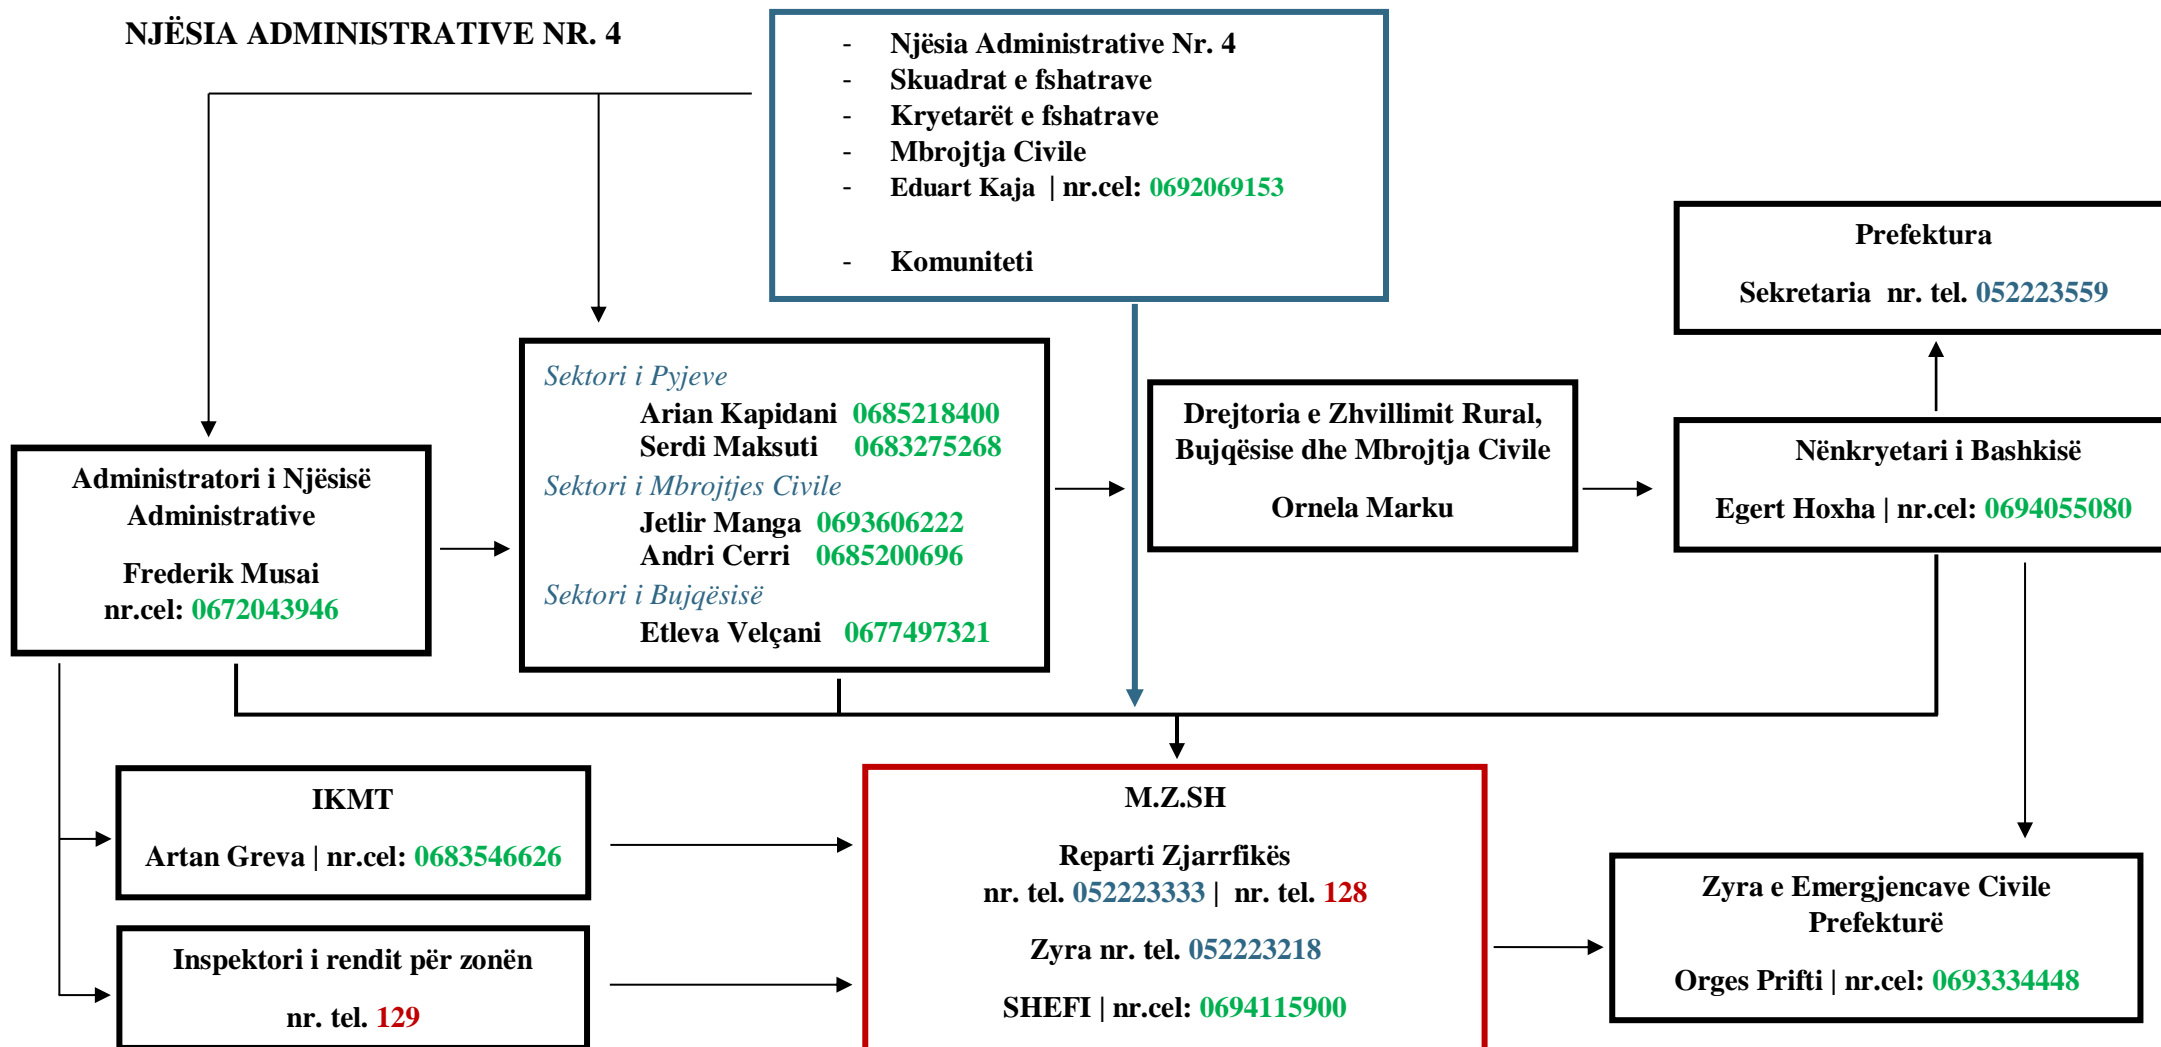 NJËSIA ADMINISTRATIVE NR. 4
- Njësia Administrative Nr. 4
- Skuadrat e fshatrave
- Kryetarët e fshatrave
- Mbrojtja Civile
- Eduart Kaja | nr.cel: 0692069153
- Komuniteti
Prefektura
Sekretaria nr. tel. 052223559
Sektori i Pyjeve
Arian Kapidani 0685218400
Serdi Maksuti 0683275268
Sektori i Mbrojtjes Civile
Jetlir Manga 0693606222
Andri Cerri 0685200696
Sektori i Bujqësisë
Etleva Velçani 0677497321
Drejtoria e Zhvillimit Rural,
Bujqësise dhe Mbrojtja Civile
Ornela Marku
Nënkryetari i Bashkisë
Egert Hoxha | nr.cel: 0694055080
Administratori i Njësisë
Administrative
Frederik Musai
nr.cel: 0672043946
IKMT
Artan Greva | nr.cel: 0683546626
Inspektori i rendit për zonën
nr. tel. 129
M.Z.SH
Reparti Zjarrfikës
nr. tel. 052223333 | nr. tel. 128
Zyra nr. tel. 052223218
SHEFI | nr.cel: 0694115900
Zyra e Emergjencave Civile
Prefekturë
Orges Prifti | nr.cel: 0693334448